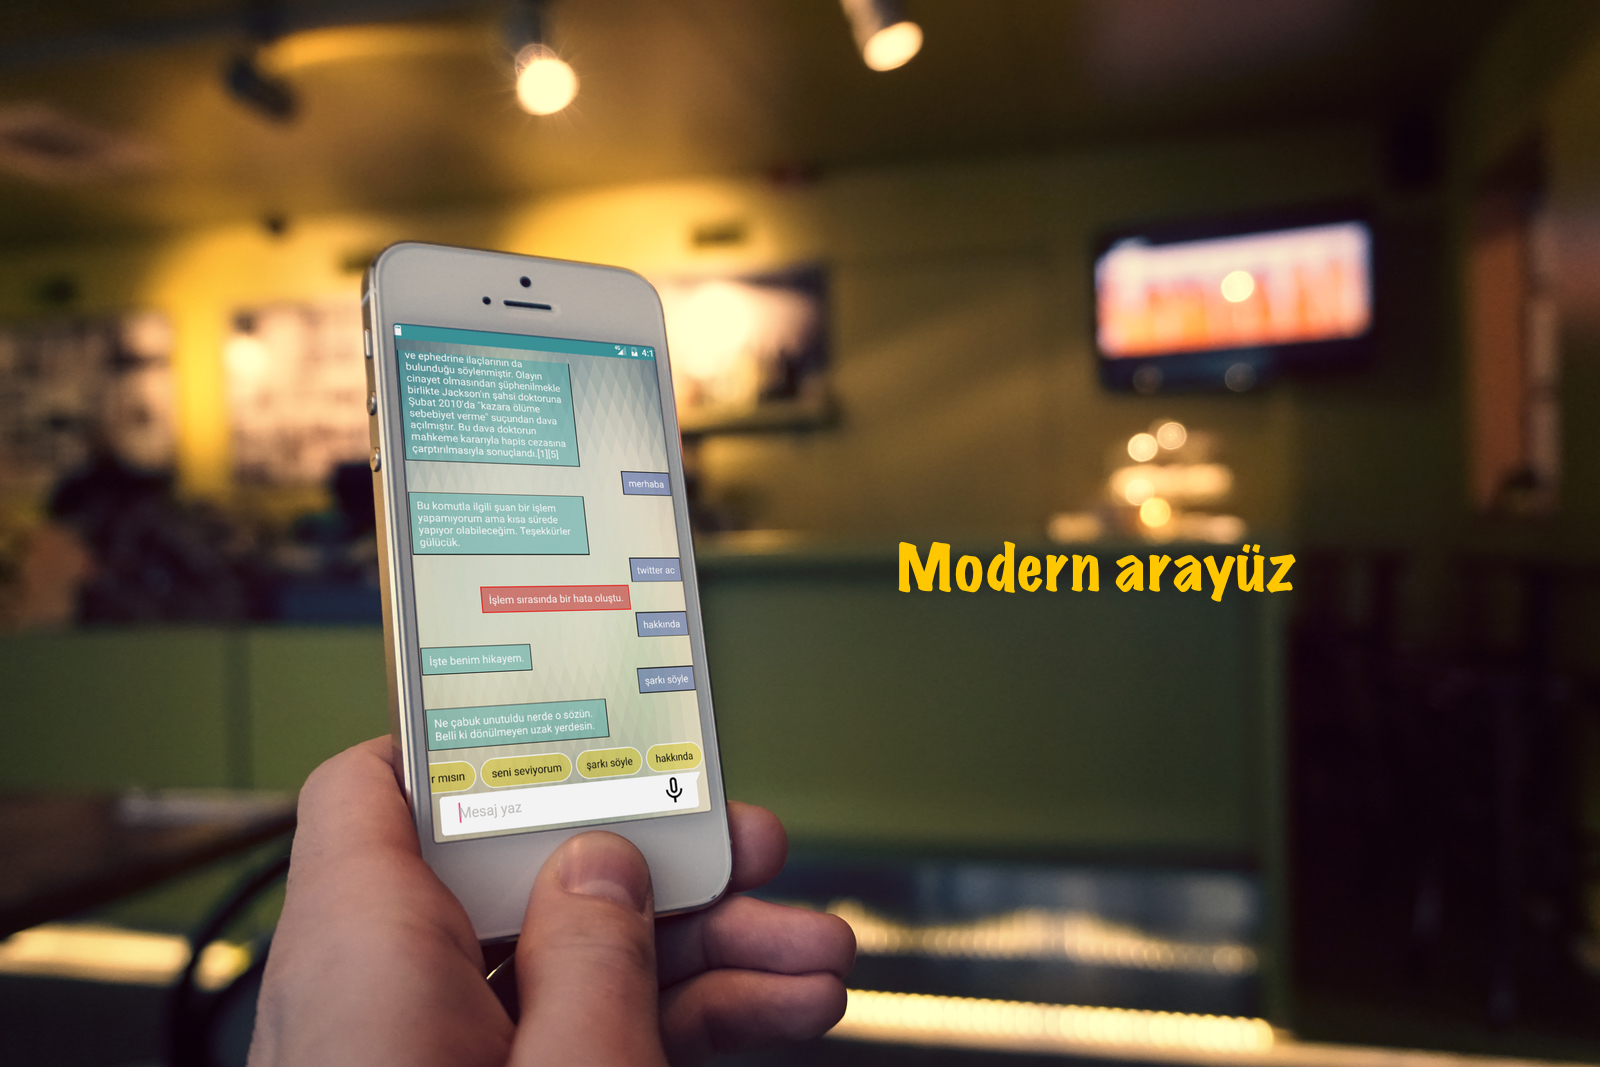 4G 4:1
ve ephedrine ilaçlarının da
bulunduğu söylenmiştir. Olayın
cinayet olmasından şüphenilmekle
birlikte Jackson'ın şahsi doktoruna
Şubat 2010'da "kazara ölüme
sebebiyet verme" suçundan dava
açılmıştır. Bu dava doktorun
mahkeme kararıyla hapis cezasına
çarptırılmasıyla sonuçlandı.[1][5]
merhaba
Bu komutla ilgili şuan bir işlem
yapamıyorum ama kısa sürede
yapıyor olabileceğim. Teşekkürler
gülücük.
twitter ac
İşlem sırasında bir hata oluştu.
hakkında
İşte benim hikayem.
şarkı söyle
Ne çabuk unutuldu nerde o sözün.
Belli ki dönülmeyen uzak yerdesin.
r mısın seni seviyorum şarkı söyle hakkında
Mesaj yaz
Modern arayüz